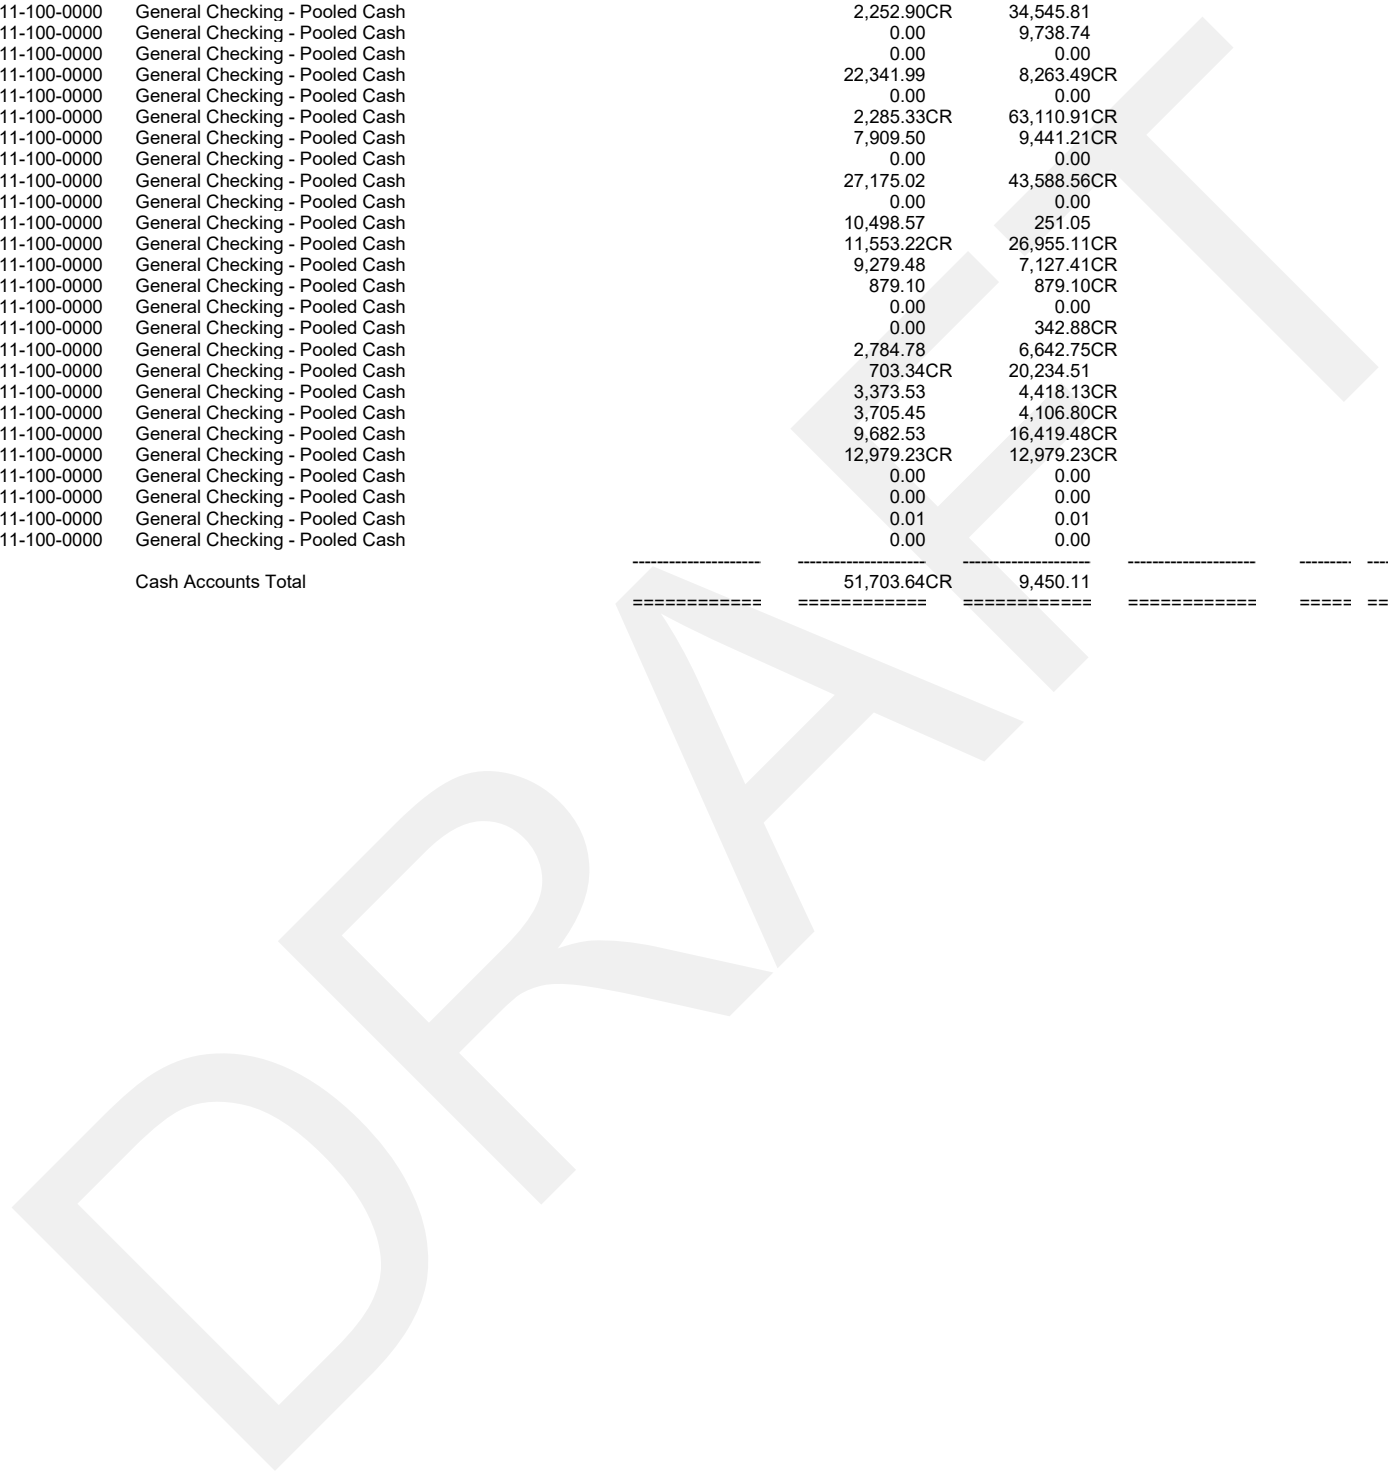 11-100-0000 General Checking - Pooled Cash 2,252.90CR 34,545.81
11-100-0000 General Checking - Pooled Cash 0.00 9,738.74
11-100-0000 General Checking - Pooled Cash 0.00 0.00
11-100-0000 General Checking - Pooled Cash 22,341.99 8,263.49CR
11-100-0000 General Checking - Pooled Cash 0.00 0.00
11-100-0000 General Checking - Pooled Cash 2,285.33CR 63,110.91CR
11-100-0000 General Checking - Pooled Cash 7,909.50 9,441.21CR
11-100-0000 General Checking - Pooled Cash 0.00 0.00
11-100-0000 General Checking - Pooled Cash 27,175.02 43,588.56CR
11-100-0000 General Checking - Pooled Cash 0.00 0.00
11-100-0000 General Checking - Pooled Cash 10,498.57 251.05
11-100-0000 General Checking - Pooled Cash 11,553.22CR 26,955.11CR
11-100-0000 General Checking - Pooled Cash 9,279.48 7,127.41CR
11-100-0000 General Checking - Pooled Cash 879.10 879.10CR
11-100-0000 General Checking - Pooled Cash 0.00 0.00
11-100-0000 General Checking - Pooled Cash 0.00 342.88CR
11-100-0000 General Checking - Pooled Cash 2,784.78 6,642.75CR
11-100-0000 General Checking - Pooled Cash 703.34CR 20,234.51
11-100-0000 General Checking - Pooled Cash 3,373.53 4,418.13CR
11-100-0000 General Checking - Pooled Cash 3,705.45 4,106.80CR
11-100-0000 General Checking - Pooled Cash 9,682.53 16,419.48CR
11-100-0000 General Checking - Pooled Cash 12,979.23CR 12,979.23CR
11-100-0000 General Checking - Pooled Cash 0.00 0.00
11-100-0000 General Checking - Pooled Cash 0.00 0.00
11-100-0000 General Checking - Pooled Cash 0.01 0.01
11-100-0000 General Checking - Pooled Cash 0.00 0.00
Cash Accounts Total 51,703.64CR 9,450.11
DRAFT